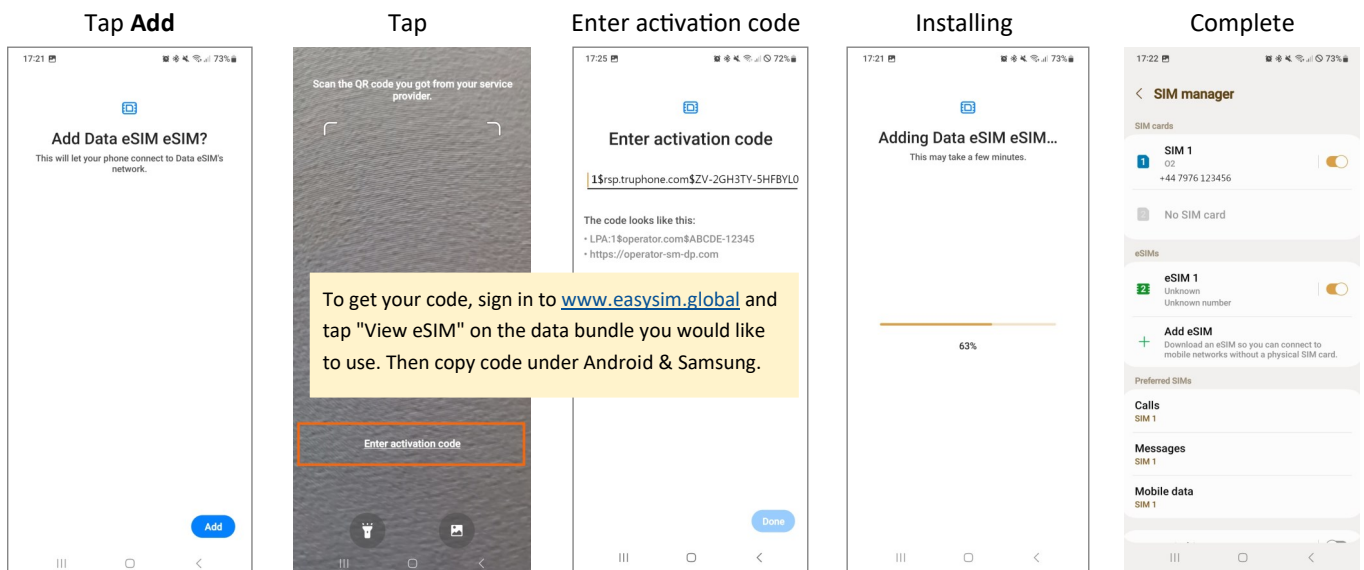 Tap Add
17:21
73%
Add Data eSIM eSIM?
This will let your phone connect to Data eSIM's
network.
Add
Tap
Scan the QR code you got from your service
provider.
Enter activation code
Enter activation code
17:25
72%
Enter activation code
1$rsp.truphone.com$ZV-2GH3TY-5HFBYL0
The code looks like this:
• LPA:1$operator.com$ABCDE-12345
• https://operator-sm-dp.com
Done
To get your code, sign in to www.easysim.global and
tap "View eSIM" on the data bundle you would like
to use. Then copy code under Android & Samsung.
Installing
17:21
73%
Adding Data eSIM eSIM...
This may take a few minutes.
63%
Complete
17:22
73%
SIM manager
SIM cards
1
SIM 1
O2
+44 7976 123456
2
No SIM card
eSIMs
2
eSIM 1
Unknown
Unknown number
Add eSIM
Download an eSIM so you can connect to
mobile networks without a physical SIM card.
Preferred SIMs
Calls
SIM 1
Messages
SIM 1
Mobile data
SIM 1